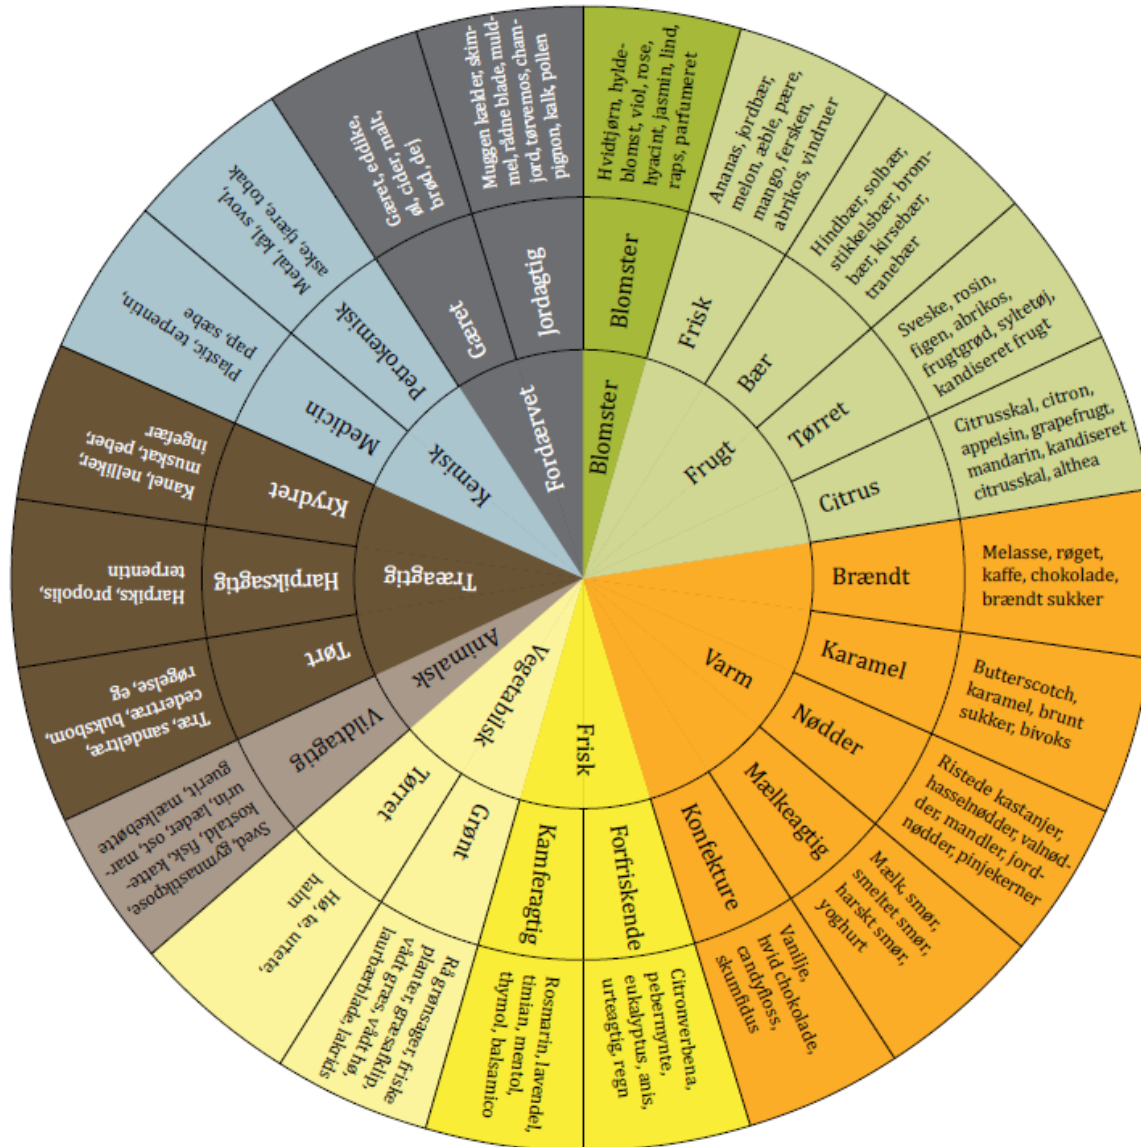 Blomster
Blomster
Hvidtjørn, hylde-
blomst, viol, rose,
hyacint, jasmin, lind,
raps, parfumeret
Frugt
Frisk
Ananas, jordbær,
melon, æble, pære,
mango, fersken,
abrikos, vindruer
Bær
Hindbær, solbær,
stikkelsbær, brom-
bær, kirsebær,
tranebær
Tørret
Sveske, rosin,
figen, abrikos,
frugtgrød, syltetøj,
kandiseret frugt
Citrus
Citrusskal, citron,
appelsin, grapefrugt,
mandarin, kandiseret
citrusskal, althea
Varm
Brændt
Melasse, røget,
kaffe, chokolade,
brændt sukker
Karamel
Butterscotch,
karamel, brunt
sukker, bivoks
Nødder
Ristede kastanjer,
hasselnødder, valnød-
der, mandler, jord-
nødder, pinjekerner
Mælkeagtig
Mælk, smør,
smeltet smør,
harskt smør,
yoghurt
Konfekture
Vanilje,
hvid chokolade,
candyfloss,
skumfidus
Frisk
Forfriskende
Citronverbena,
pebermynte,
eukalyptus, anis,
urteagtig, regn
Kamferagtig
Rosmarin, lavendel,
timian, mentol,
thymol, balsamico
Vegetabilsk
Grønt
Rå grønsager, friske
planter, græsafklip,
vådt græs, vådt hø,
laurbærblade, lakrids
Tørret
Hø, te, urtete,
halm
Animalsk
Vildtagtig
Sved, gymnastikpose,
kostald, fisk, katte-
urin, læder, ost, mar-
guerit, mælkebøtte
Træagtig
Tørt
Træ, sandeltræ,
cedertræ, buksbom,
røgelse, eg
Harpiksagtig
Harpiks, propolis,
terpentin
Krydret
Kanel, nelliker,
muskat, peber,
ingefær
Kemisk
Medicin
Plastic, terpentin,
pap, sæbe
Petrokemisk
Metal, kål, svovl,
aske, tjære, tobak
Fordærvet
Gæret
Gæret, eddike,
øl, cider, malt,
brød, dej
Jordagtig
Muggen kælder, skim-
mel, rådne blade, muld-
jord, tørvemos, cham-
pignon, kalk, pollen